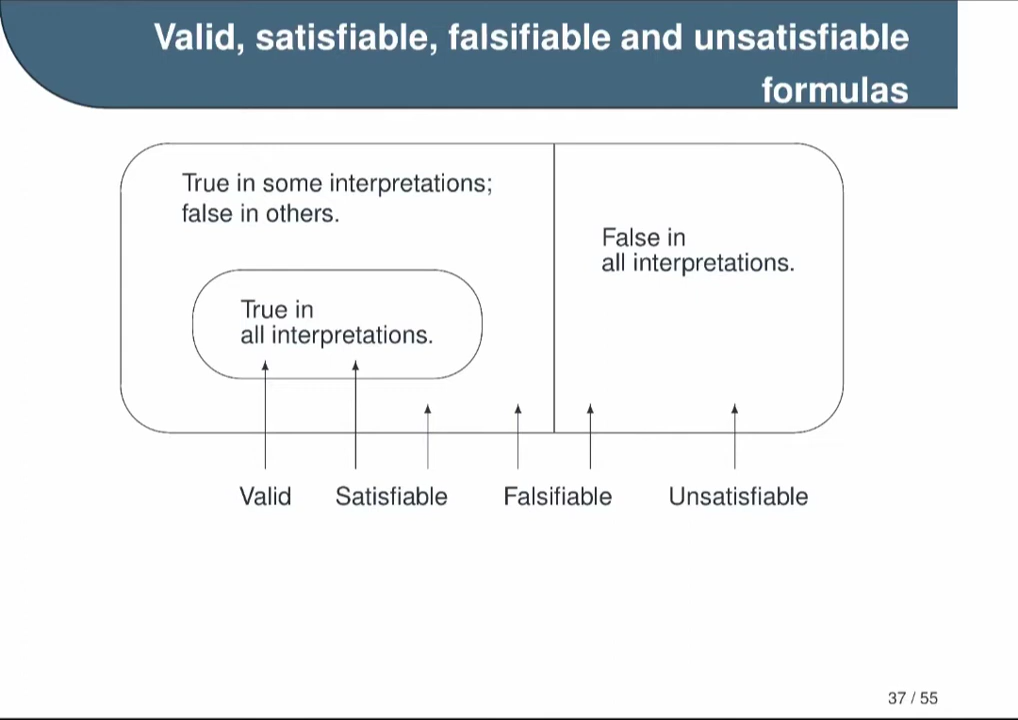 Valid, satisfiable, falsifiable and unsatisfiable
formulas
True in some interpretations;
false in others.
False in
all interpretations.
True in
all interpretations.
Valid
Satisfiable
Falsifiable
Unsatisfiable
37 / 55